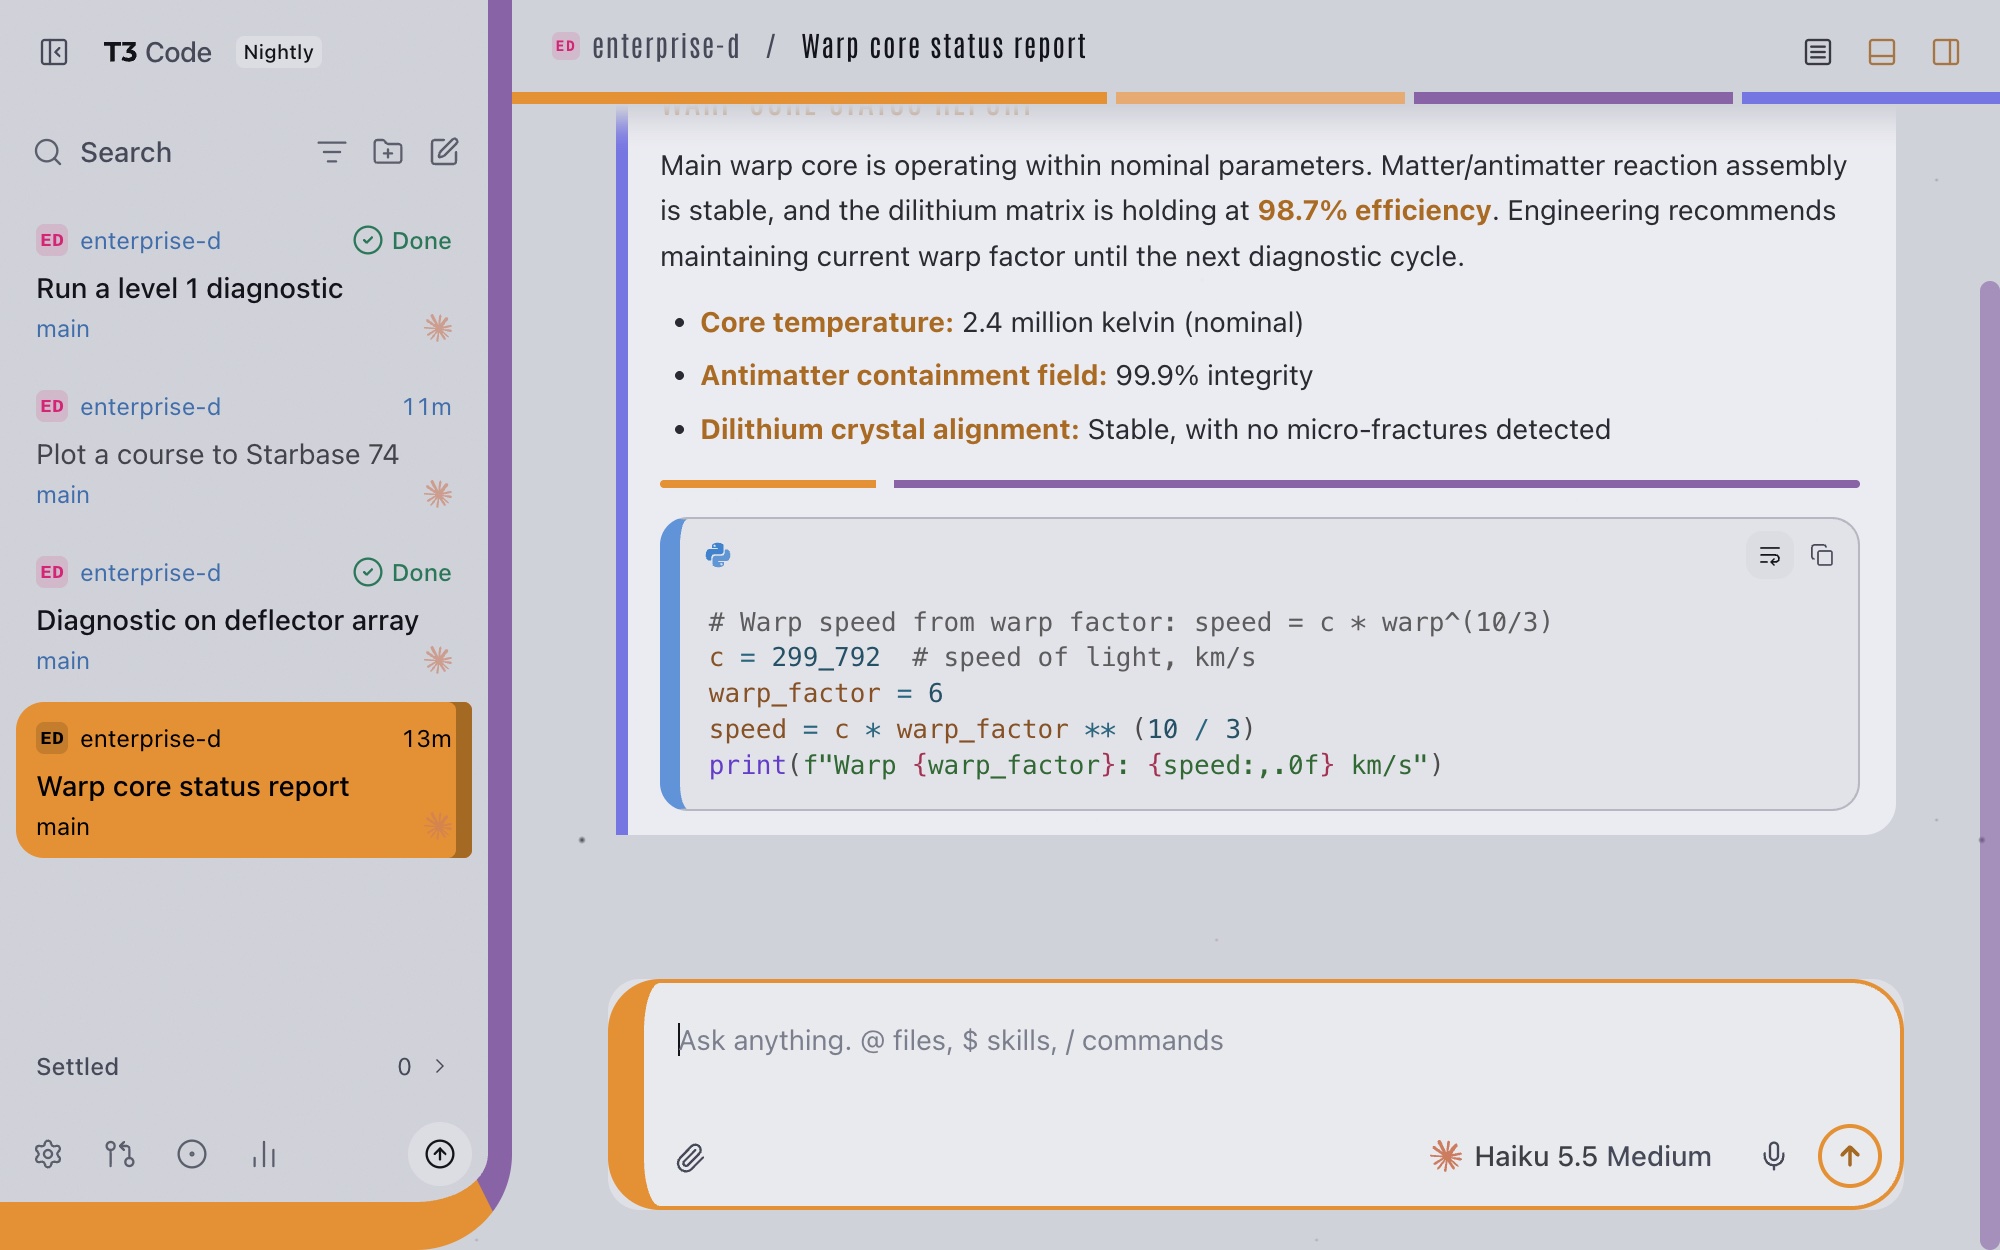 T3 Code Nightly
Search
ED enterprise-d Done
Run a level 1 diagnostic
main
ED enterprise-d 11m
Plot a course to Starbase 74
main
ED enterprise-d Done
Diagnostic on deflector array
main
ED enterprise-d 13m
Warp core status report
main
Settled 0
ED enterprise-d / Warp core status report
WARP CORE STATUS REPORT
Main warp core is operating within nominal parameters. Matter/antimatter reaction assembly
is stable, and the dilithium matrix is holding at 98.7% efficiency. Engineering recommends
maintaining current warp factor until the next diagnostic cycle.
• Core temperature: 2.4 million kelvin (nominal)
• Antimatter containment field: 99.9% integrity
• Dilithium crystal alignment: Stable, with no micro-fractures detected
# Warp speed from warp factor: speed = c * warp^(10/3)
c = 299_792  # speed of light, km/s
warp_factor = 6
speed = c * warp_factor ** (10 / 3)
print(f"Warp {warp_factor}: {speed:,.0f} km/s")
Ask anything. @ files, $ skills, / commands
Haiku 5.5 Medium